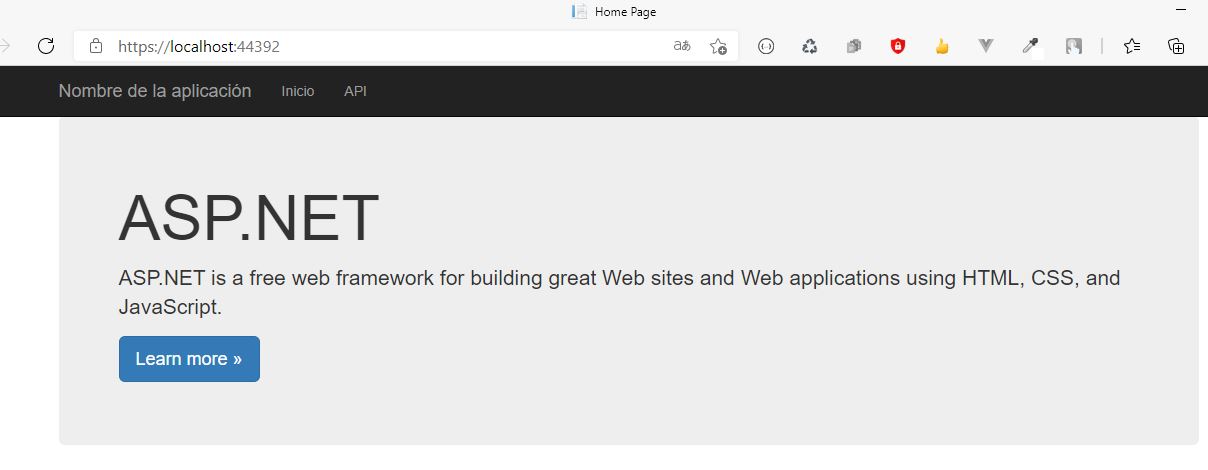 Home Page
https://localhost:44392
Nombre de la aplicación Inicio API
ASP.NET
ASP.NET is a free web framework for building great Web sites and Web applications using HTML, CSS, and
JavaScript.
Learn more »